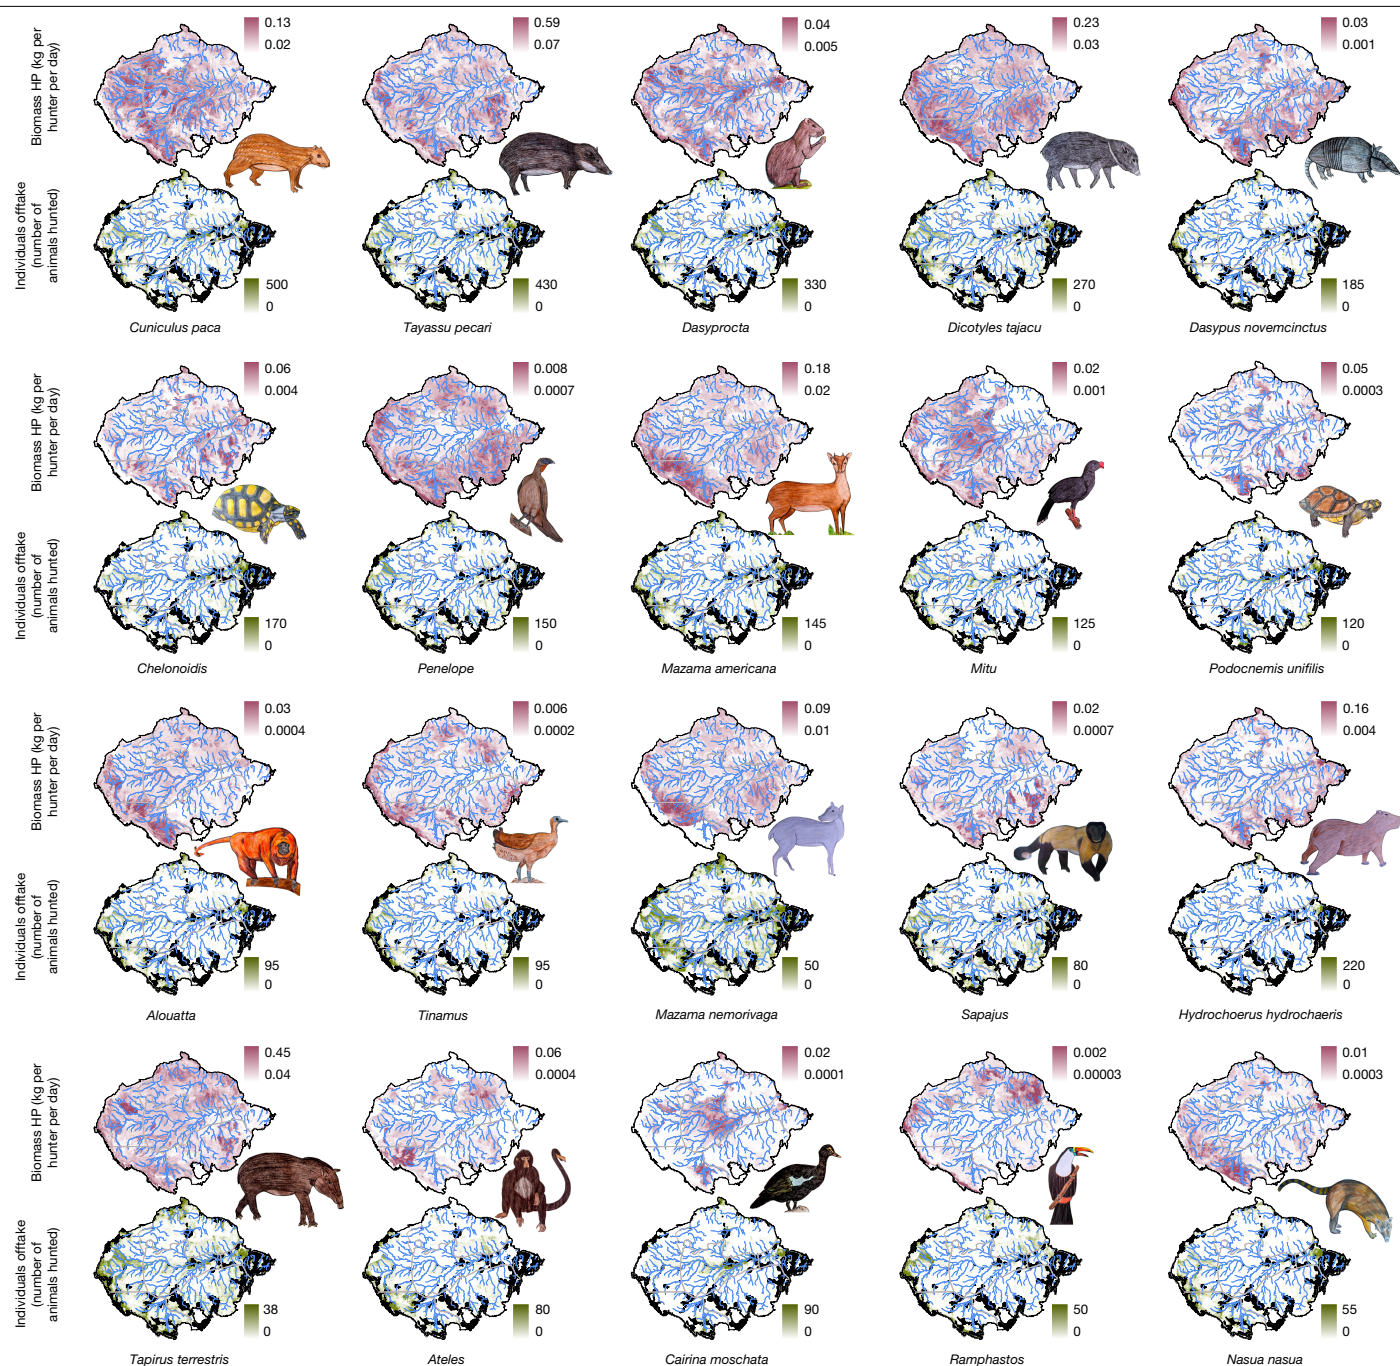 Biomass HP (kg per
hunter per day)
0.13
0.02
0.59
0.07
0.04
0.005
0.23
0.03
0.03
0.001
Individuals offtake
(number of
animals hunted)
500
0
430
0
330
0
270
0
185
0
Cuniculus paca
Tayassu pecari
Dasyprocta
Dicotyles tajacu
Dasypus novemcinctus
Biomass HP (kg per
hunter per day)
0.06
0.004
0.008
0.0007
0.18
0.02
0.02
0.001
0.05
0.0003
Individuals offtake
(number of
animals hunted)
170
0
150
0
145
0
125
0
120
0
Chelonoidis
Penelope
Mazama americana
Mitu
Podocnemis unifilis
Biomass HP (kg per
hunter per day)
0.03
0.0004
0.006
0.0002
0.09
0.01
0.02
0.0007
0.16
0.004
Individuals offtake
(number of
animals hunted)
95
0
95
0
50
0
80
0
220
0
Alouatta
Tinamus
Mazama nemorivaga
Sapajus
Hydrochoerus hydrochaeris
Biomass HP (kg per
hunter per day)
0.45
0.04
0.06
0.0004
0.02
0.0001
0.002
0.00003
0.01
0.0003
Individuals offtake
(number of
animals hunted)
38
0
80
0
90
0
50
0
55
0
Tapirus terrestris
Ateles
Cairina moschata
Ramphastos
Nasua nasua